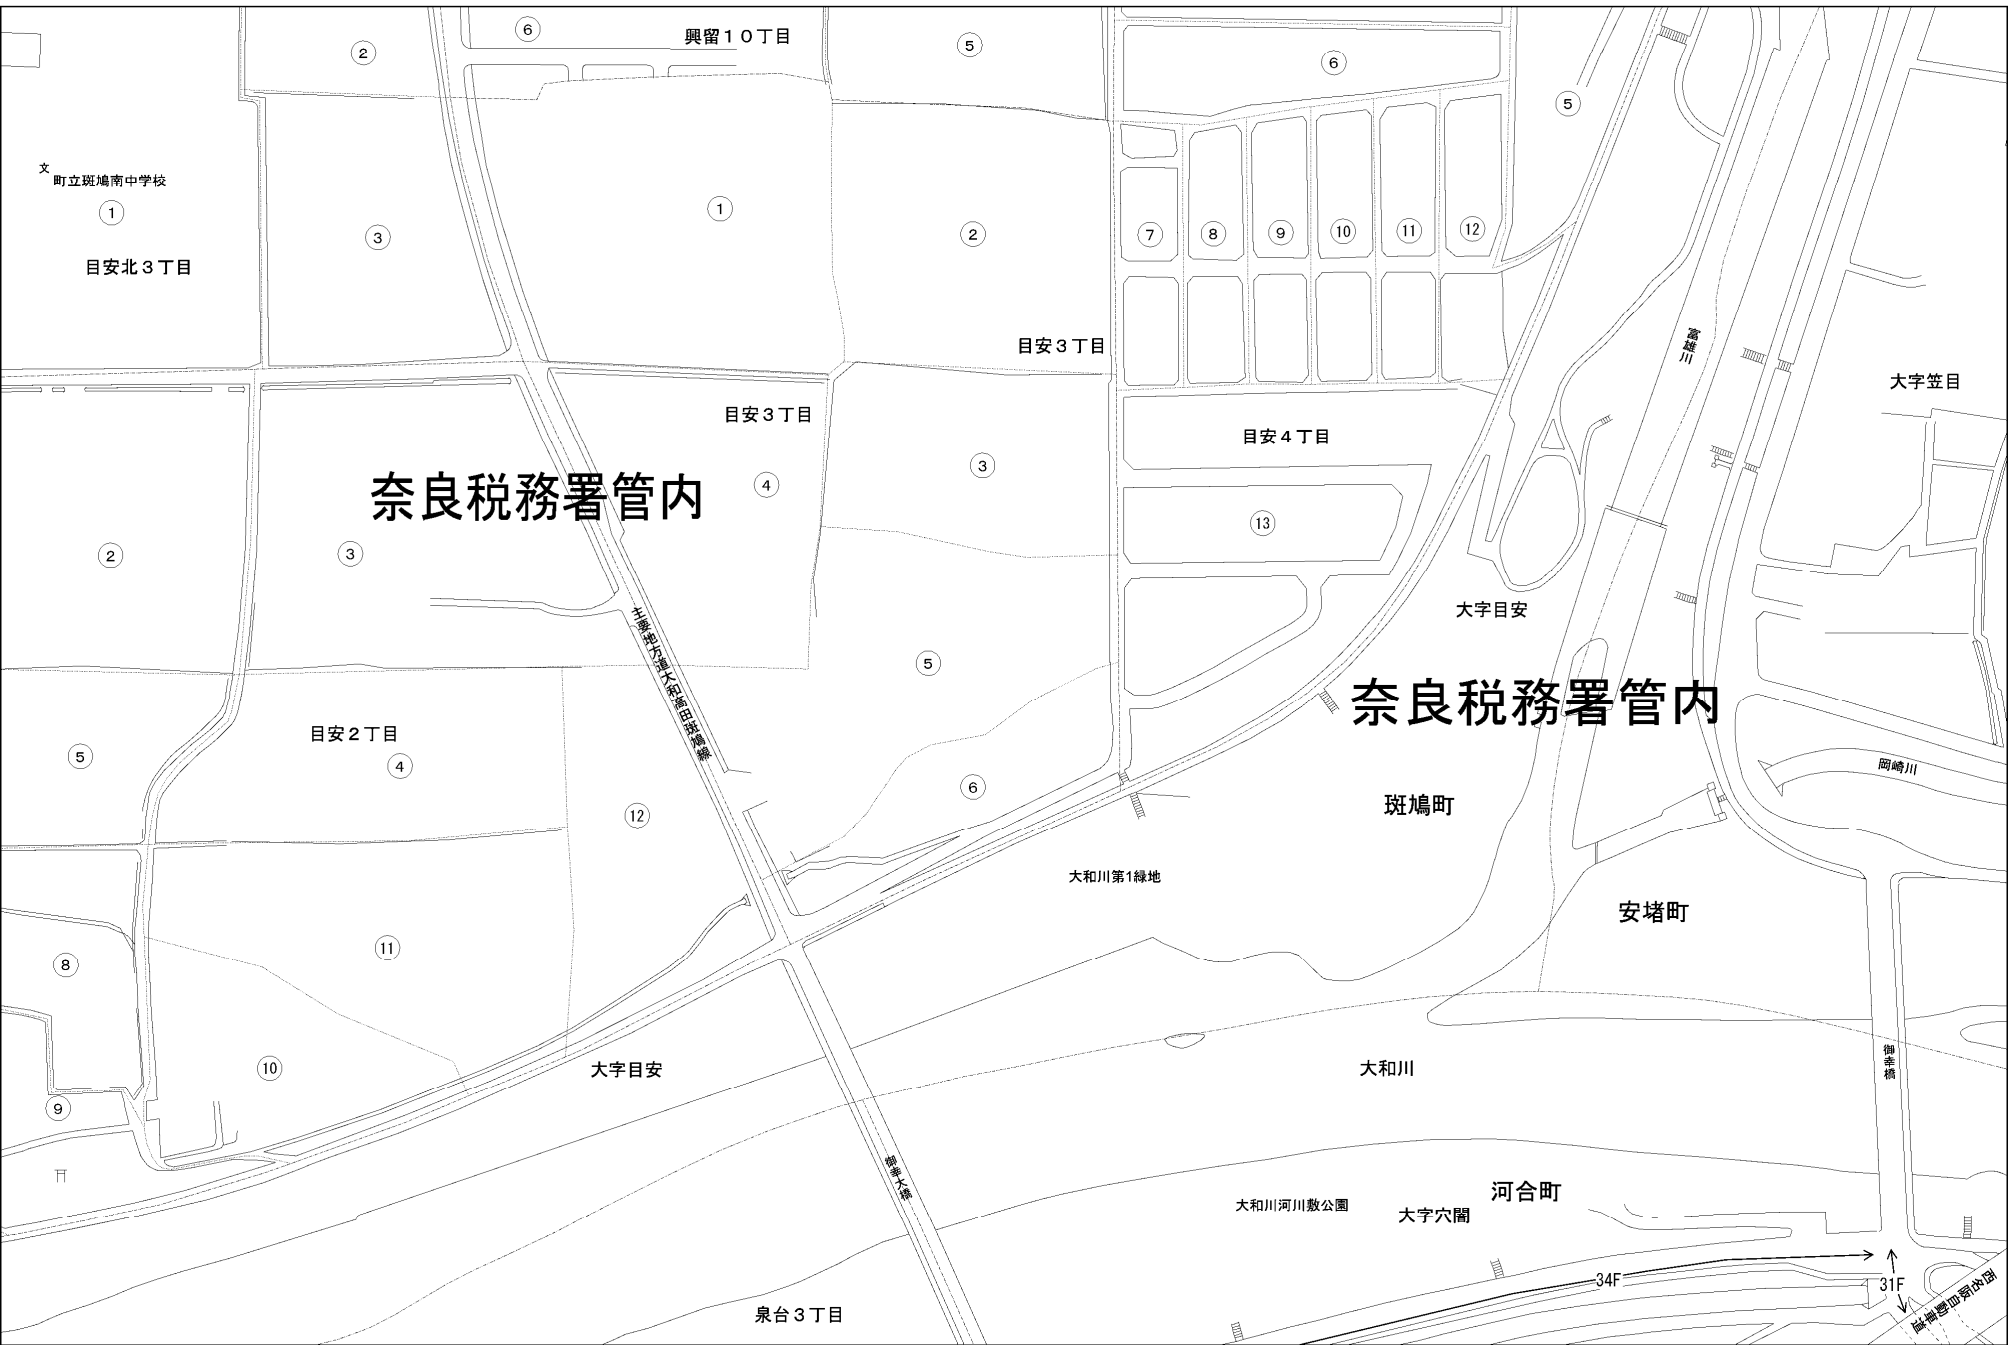 ⑥
興留１０丁目
②
⑤
⑥
⑤
文
町立斑鳩南中学校
①
目安北３丁目
③
①
②
⑦
⑧
⑨
⑩
⑪
⑫
富雄川
目安３丁目
大字笠目
目安３丁目
目安４丁目
奈良税務署管内
④
③
⑬
②
③
大字目安
主要地方道大和高田斑鳩線
⑤
奈良税務署管内
目安２丁目
⑤
④
岡崎川
⑥
斑鳩町
⑫
大和川第1緑地
安堵町
⑪
⑧
大字目安
大和川
御幸橋
⑩
⑨
御幸大橋
河合町
大和川河川敷公園
大字穴闇
34F
31F
西名阪自動車道
泉台３丁目